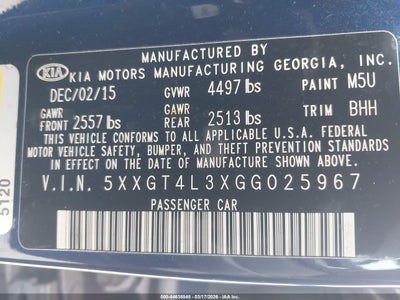 MANUFACTURED BY
KIA KIA MOTORS MANUFACTURING GEORGIA, INC.
DEC/02/15 GVWR 4497 lbs PAINT M5U
GAWR FRONT 2557 lbs GAWR REAR 2513 lbs TRIM BHH
THIS VEHICLE CONFORMS TO ALL APPLICABLE U.S.A. FEDERAL
MOTOR VEHICLE SAFETY, BUMPER, AND THEFT PREVENTION STANDARDS
IN EFFECT ON THE DATE OF MANUFACTURE SHOWN ABOVE.
V.I.N. 5XXGT4L3XGG025967
PASSENGER CAR
5120